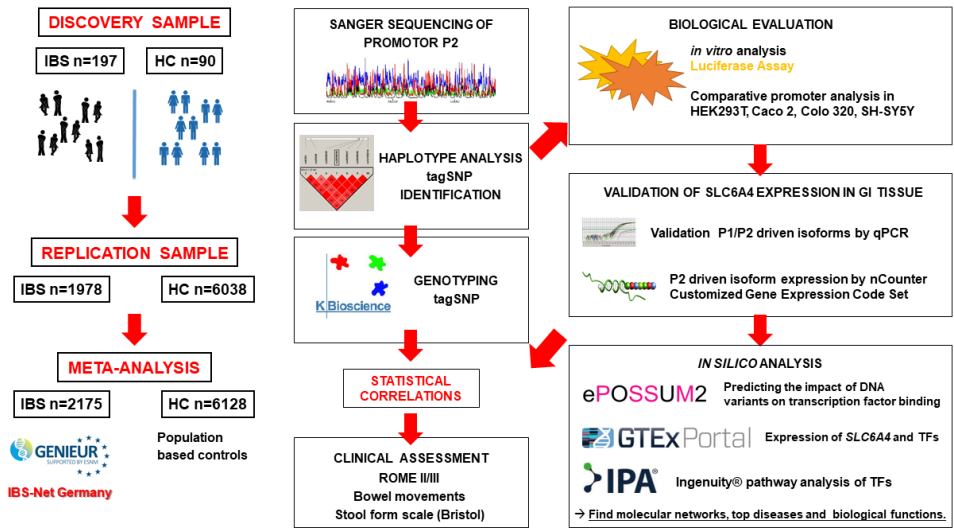 DISCOVERY SAMPLE
IBS n=197
HC n=90
REPLICATION SAMPLE
IBS n=1978
HC n=6038
META-ANALYSIS
IBS n=2175
HC n=6128
GENIEUR
SUPPORTED BY ESNM
IBS-Net Germany
Population
based controls
SANGER SEQUENCING OF
PROMOTOR P2
HAPLOTYPE ANALYSIS
tagSNP
IDENTIFICATION
KBioscience
GENOTYPING
tagSNP
STATISTICAL
CORRELATIONS
CLINICAL ASSESSMENT
ROME II/III
Bowel movements
Stool form scale (Bristol)
BIOLOGICAL EVALUATION
in vitro analysis
Luciferase Assay
Comparative promoter analysis in
HEK293T, Caco 2, Colo 320, SH-SY5Y
VALIDATION OF SLC6A4 EXPRESSION IN GI TISSUE
Validation P1/P2 driven isoforms by qPCR
P2 driven isoform expression by nCounter
Customized Gene Expression Code Set
IN SILICO ANALYSIS
ePOSSUM2
Predicting the impact of DNA
variants on transcription factor binding
GTEx Portal
Expression of SLC6A4 and TFs
IPA®
Ingenuity® pathway analysis of TFs
→ Find molecular networks, top diseases and biological functions.